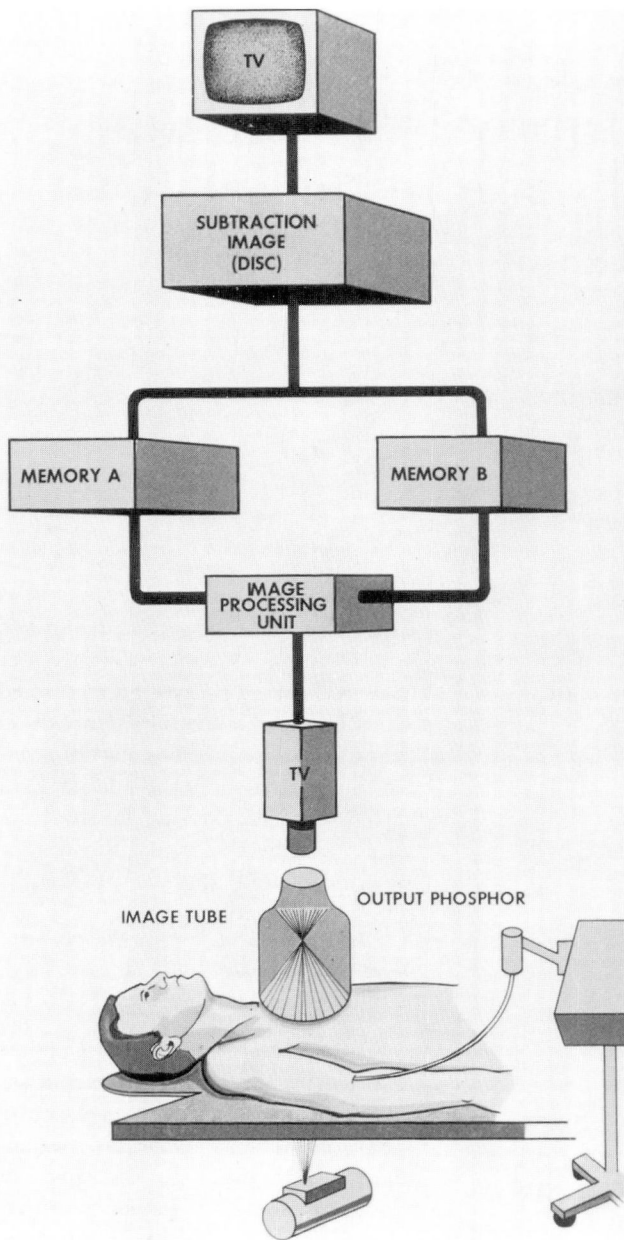 TV
SUBTRACTION
IMAGE
(DISC)
MEMORY A
MEMORY B
IMAGE
PROCESSING
UNIT
TV
IMAGE TUBE
OUTPUT PHOSPHOR